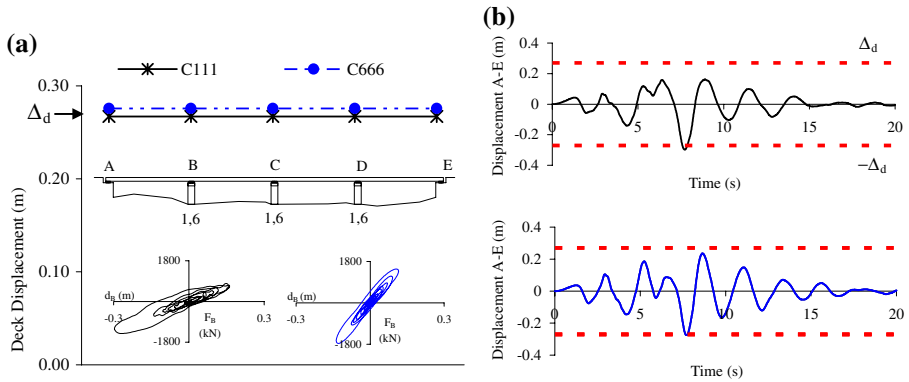 (a)
C111
C666
0.30
Δd
0.20
0.10
0.00
Deck Displacement (m)
A B C D E
1,6 1,6 1,6
1800
dB (m)
-0.3
FB
0.3
(kN)
-1800
1800
dB (m)
-0.3
FB
0.3
(kN)
-1800
(b)
Displacement A-E (m)
0.4
0.2
0
-0.2
-0.4
0 5 10 15 20
Δd
−Δd
Time (s)
Displacement A-E (m)
0.4
0.2
0
-0.2
-0.4
0 5 10 15 20
Time (s)